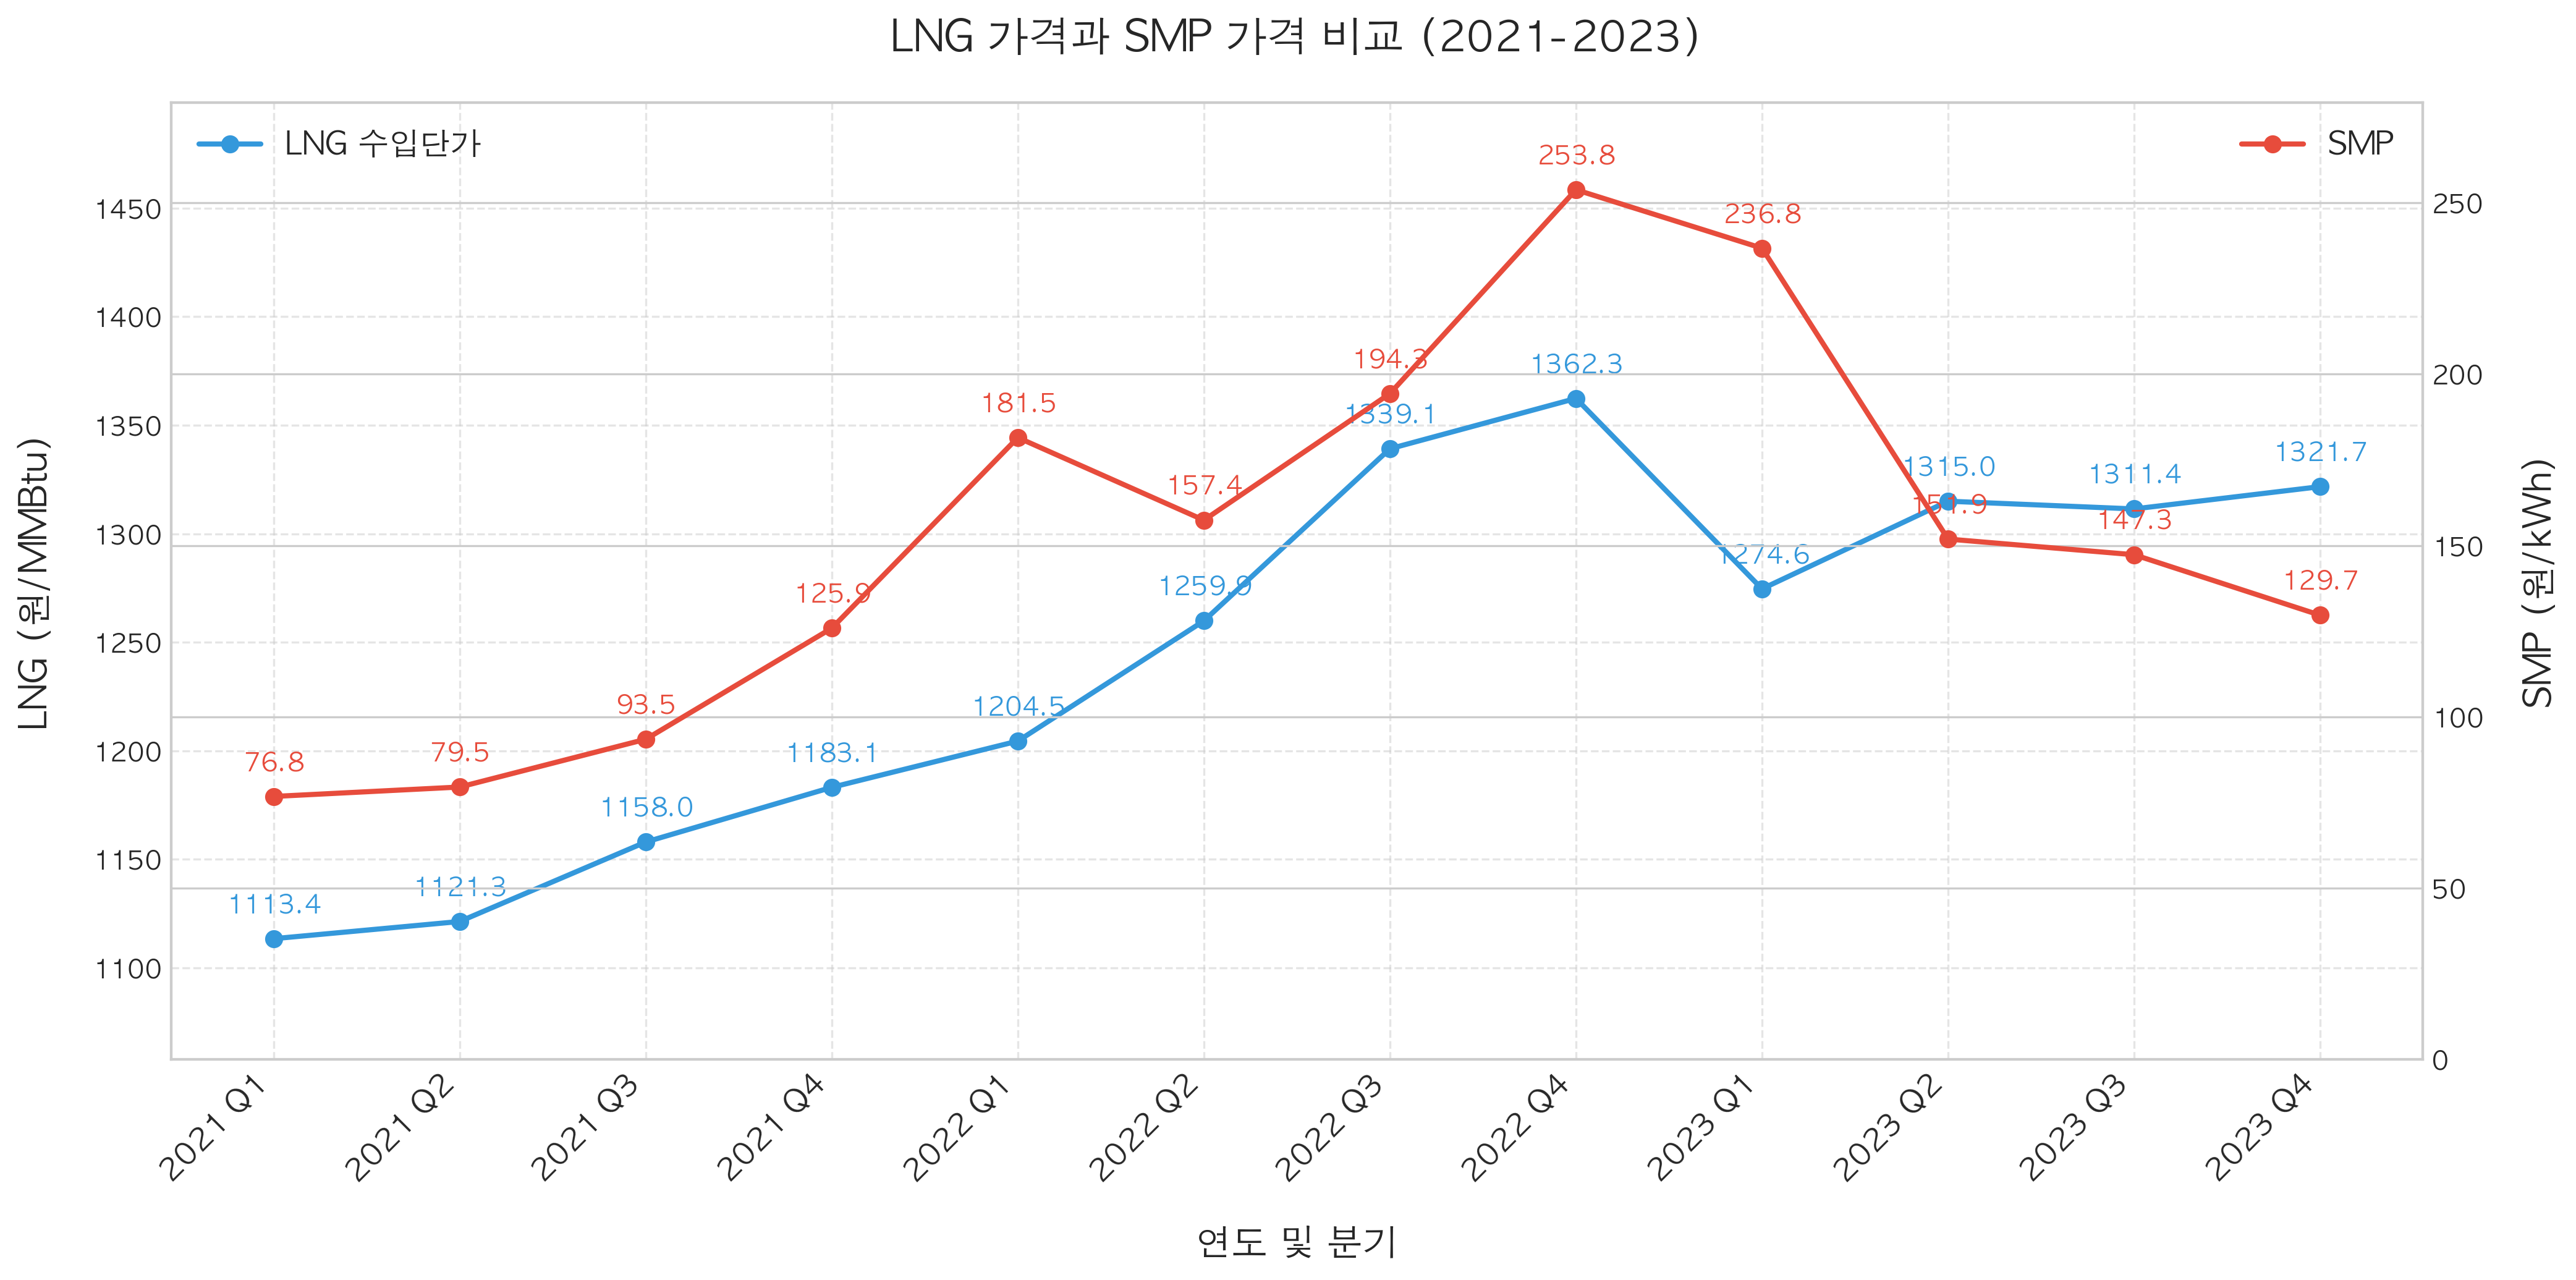 LNG 가격과 SMP 가격 비교 (2021-2023)
LNG 수입단가
SMP
LNG (원/MMBtu)
1450
1400
1350
1300
1250
1200
1150
1100
SMP (원/kWh)
250
200
150
100
50
0
76.8
79.5
93.5
125.9
181.5
157.4
194.3
253.8
236.8
151.9
147.3
129.7
1113.4
1121.3
1158.0
1183.1
1204.5
1259.9
1339.1
1362.3
1274.6
1315.0
1311.4
1321.7
2021 Q1
2021 Q2
2021 Q3
2021 Q4
2022 Q1
2022 Q2
2022 Q3
2022 Q4
2023 Q1
2023 Q2
2023 Q3
2023 Q4
연도 및 분기